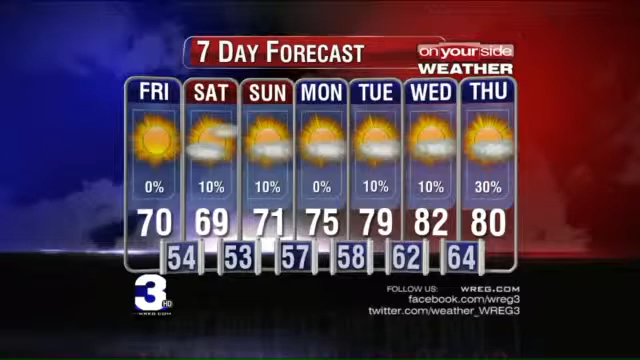 7 DAY FORECAST
on your side
WEATHER
FRI SAT SUN MON TUE WED THU
0% 10% 10% 0% 10% 10% 30%
70 69 71 75 79 82 80
54 53 57 58 62 64
3 HD
WREG.COM
FOLLOW US: WREG.COM
facebook.com/wreg3
twitter.com/weather_WREG3